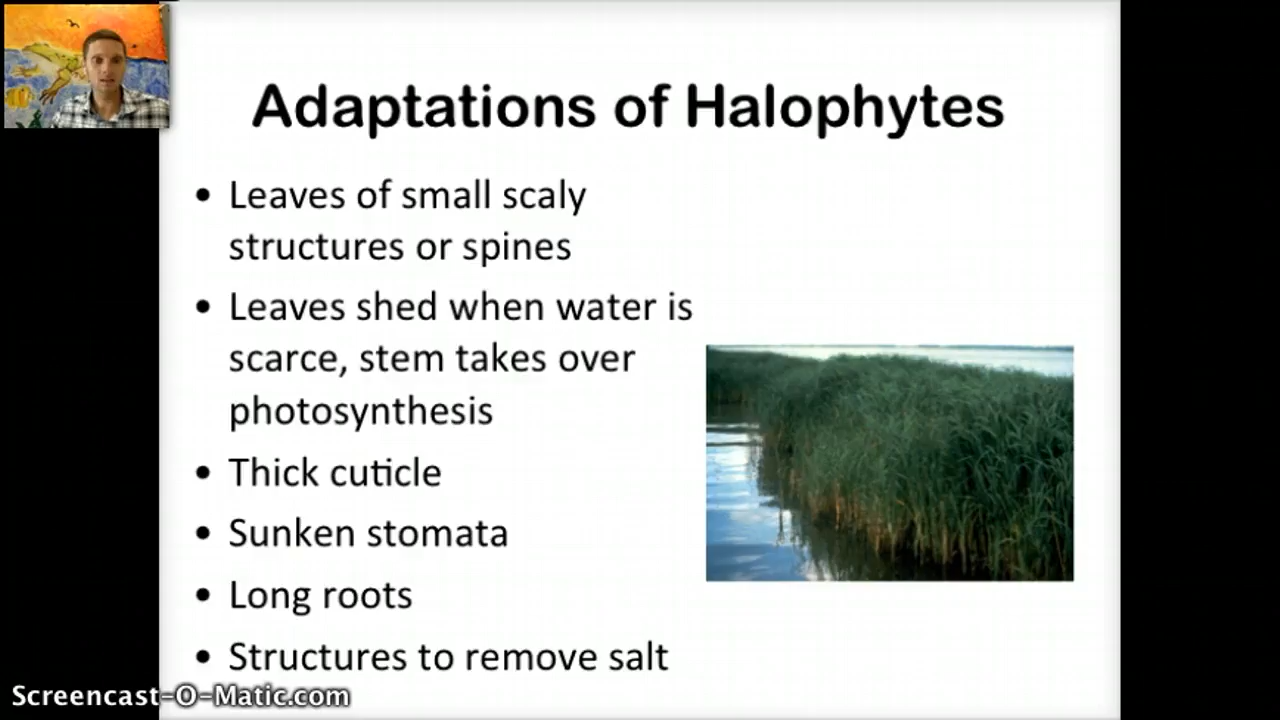 Adaptations of Halophytes
• Leaves of small scaly
structures or spines
• Leaves shed when water is
scarce, stem takes over
photosynthesis
• Thick cuticle
• Sunken stomata
• Long roots
• Structures to remove salt
Screencast-O-Matic.com